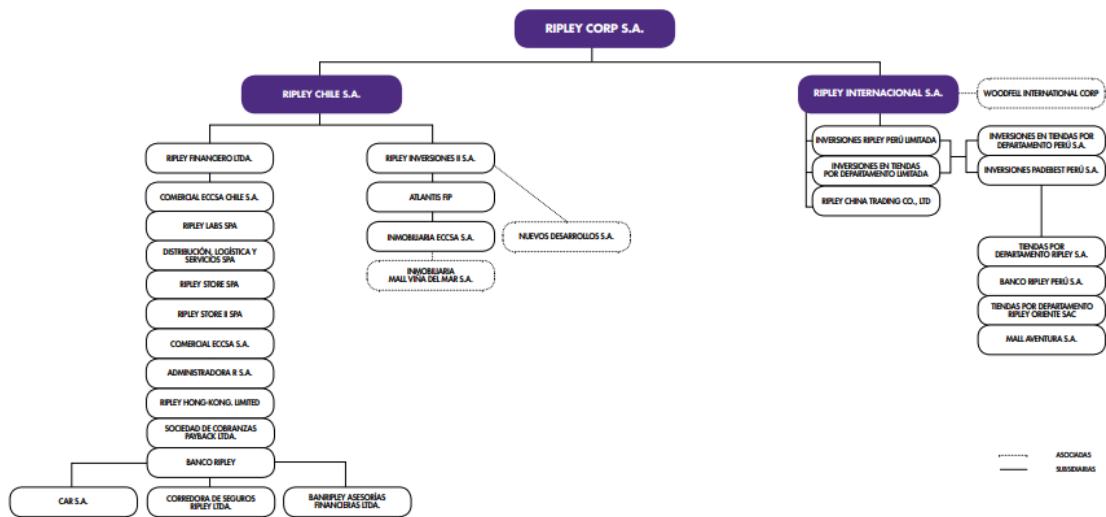 RIPLEY CORP S.A.
RIPLEY CHILE S.A.
RIPLEY INTERNACIONAL S.A.
WOODFELL INTERNATIONAL CORP
RIPLEY FINANCIERO LTDA.
COMERCIAL ECCSA CHILE S.A.
RIPLEY LABS SPA
DISTRIBUCIÓN, LOGÍSTICA Y
SERVICIOS SPA
RIPLEY STORE SPA
RIPLEY STORE II SPA
COMERCIAL ECCSA S.A.
ADMINISTRADORA R S.A.
RIPLEY HONG-KONG. LIMITED
SOCIEDAD DE COBRANZAS
PAYBACK LTDA.
BANCO RIPLEY
CAR S.A.
CORREDORA DE SEGUROS
RIPLEY LTDA.
BANRIPLEY ASESORÍAS
FINANCIERAS LTDA.
RIPLEY INVERSIONES II S.A.
ATLANTIS FIP
INMOBILIARIA ECCSA S.A.
INMOBILIARIA
MALL VIÑA DEL MAR S.A.
NUEVOS DESARROLLOS S.A.
INVERSIONES RIPLEY PERÚ LIMITADA
INVERSIONES EN TIENDAS
POR DEPARTAMENTO LIMITADA
RIPLEY CHINA TRADING CO., LTD
INVERSIONES EN TIENDAS POR
DEPARTAMENTO PERÚ S.A.
INVERSIONES PADEBEST PERÚ S.A.
TIENDAS POR
DEPARTAMENTO RIPLEY S.A.
BANCO RIPLEY PERÚ S.A.
TIENDAS POR DEPARTAMENTO
RIPLEY ORIENTE SAC
MALL AVENTURA S.A.
ASOCIADAS
SUBSIDIARIAS